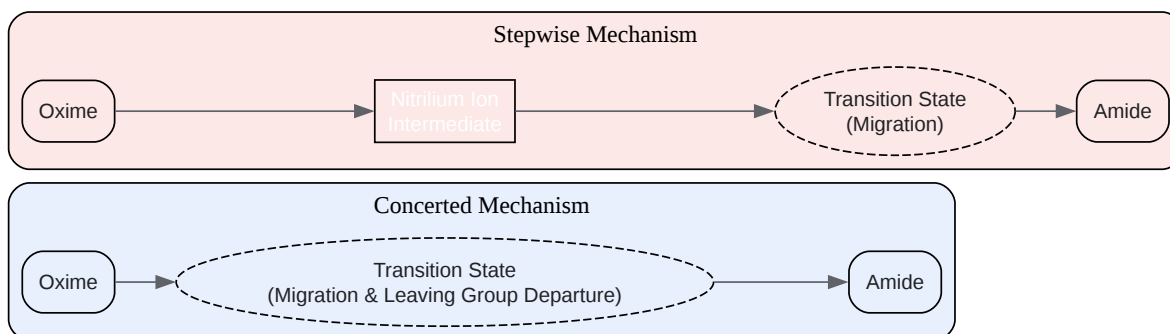 Stepwise Mechanism
Oxime
Nitrilium Ion
Intermediate
Transition State
(Migration)
Amide
Concerted Mechanism
Oxime
Transition State
(Migration & Leaving Group Departure)
Amide